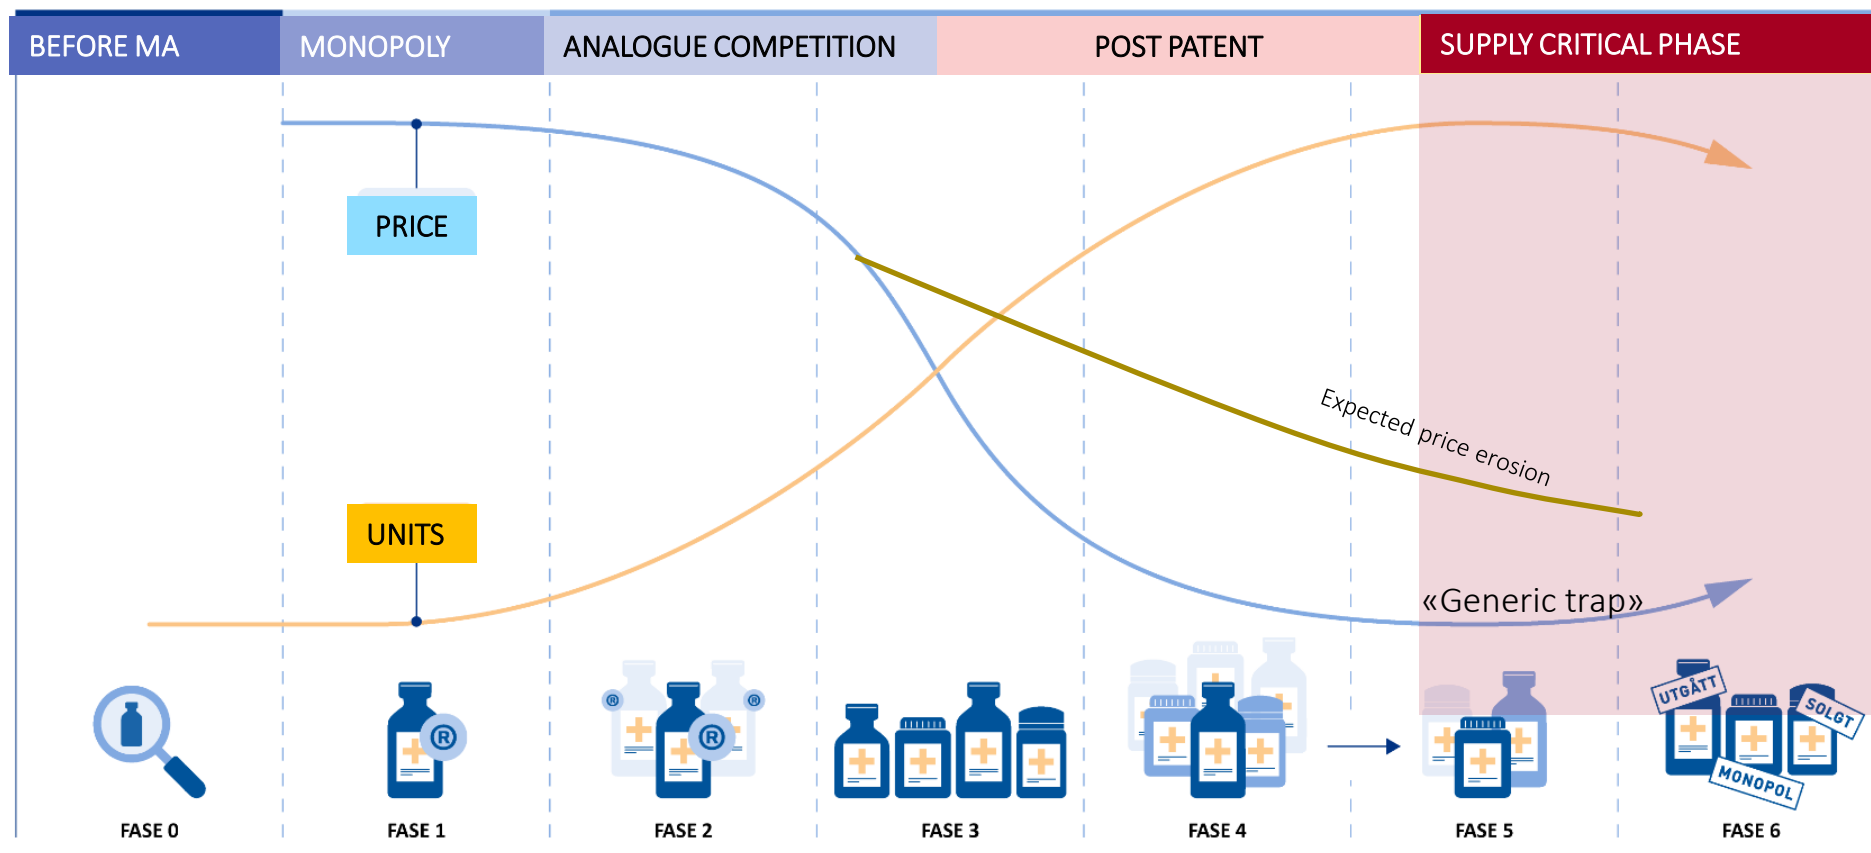 BEFORE MA
MONOPOLY
ANALOGUE COMPETITION
POST PATENT
SUPPLY CRITICAL PHASE
PRICE
Expected price erosion
UNITS
«Generic trap»
®
®
®
®
UTGÅTT
SOLGT
MONOPOL
FASE 0
FASE 1
FASE 2
FASE 3
FASE 4
FASE 5
FASE 6